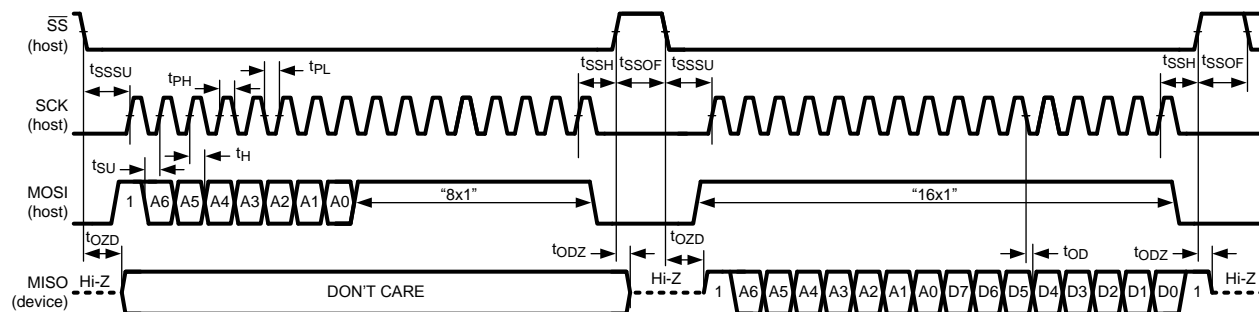 SS
(host)
tSSSU tPH tPL tSSH tSSOF tSSSU tSSH tSSOF
SCK
(host)
tSU tH
MOSI
(host)
1 A6 A5 A4 A3 A2 A1 A0 “8x1” “16x1”
tOZD tODZ tOZD tOD tODZ
MISO
(device)
Hi-Z DON’T CARE Hi-Z 1 A6 A5 A4 A3 A2 A1 A0 D7 D6 D5 D4 D3 D2 D1 D0 1 Hi-Z